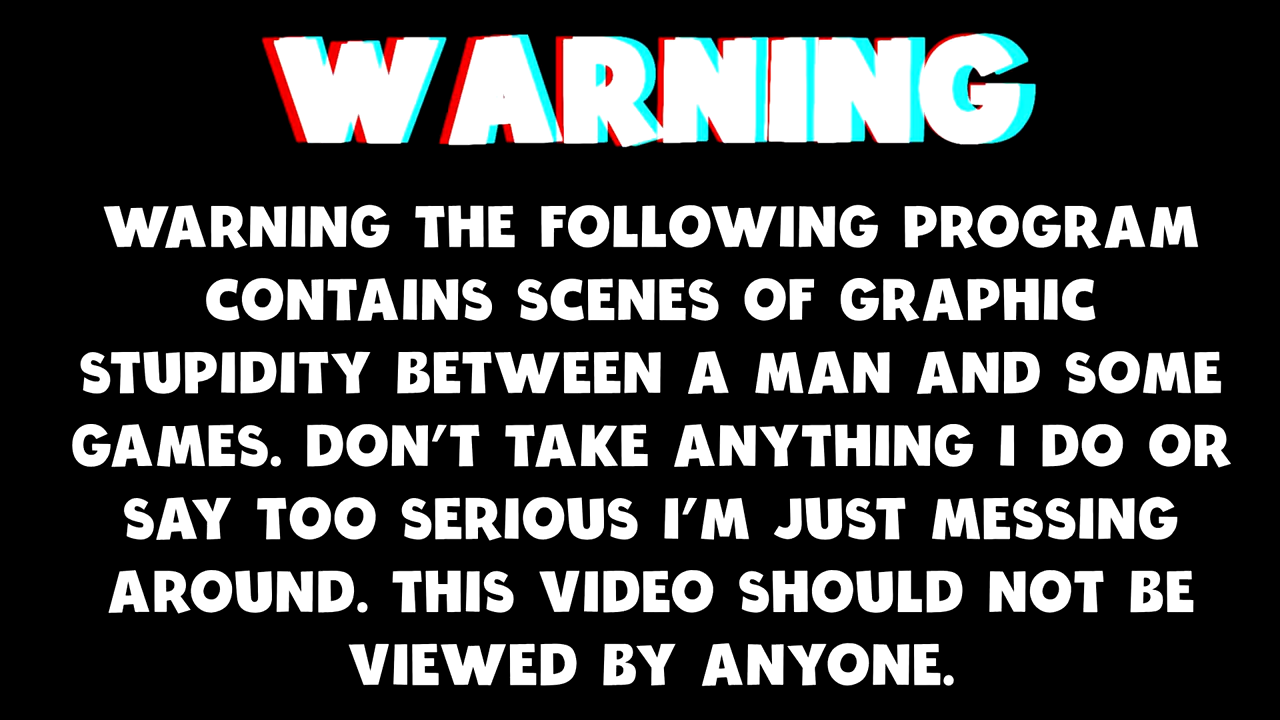 WARNING
WARNING THE FOLLOWING PROGRAM
CONTAINS SCENES OF GRAPHIC
STUPIDITY BETWEEN A MAN AND SOME
GAMES. DON'T TAKE ANYTHING I DO OR
SAY TOO SERIOUS I'M JUST MESSING
AROUND. THIS VIDEO SHOULD NOT BE
VIEWED BY ANYONE.